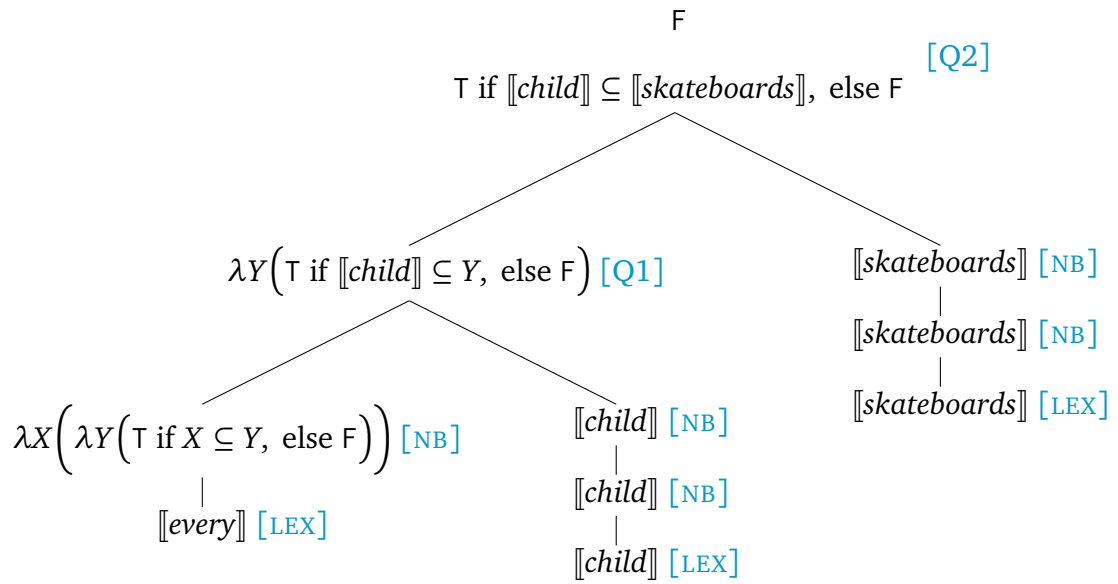 F
T if ⟦child⟧ ⊆ ⟦skateboards⟧, else F [Q2]
λY(T if ⟦child⟧ ⊆ Y, else F) [Q1]
⟦skateboards⟧ [NB]
⟦skateboards⟧ [NB]
⟦skateboards⟧ [LEX]
λX(λY(T if X ⊆ Y, else F)) [NB]
⟦child⟧ [NB]
⟦child⟧ [NB]
⟦every⟧ [LEX]
⟦child⟧ [LEX]